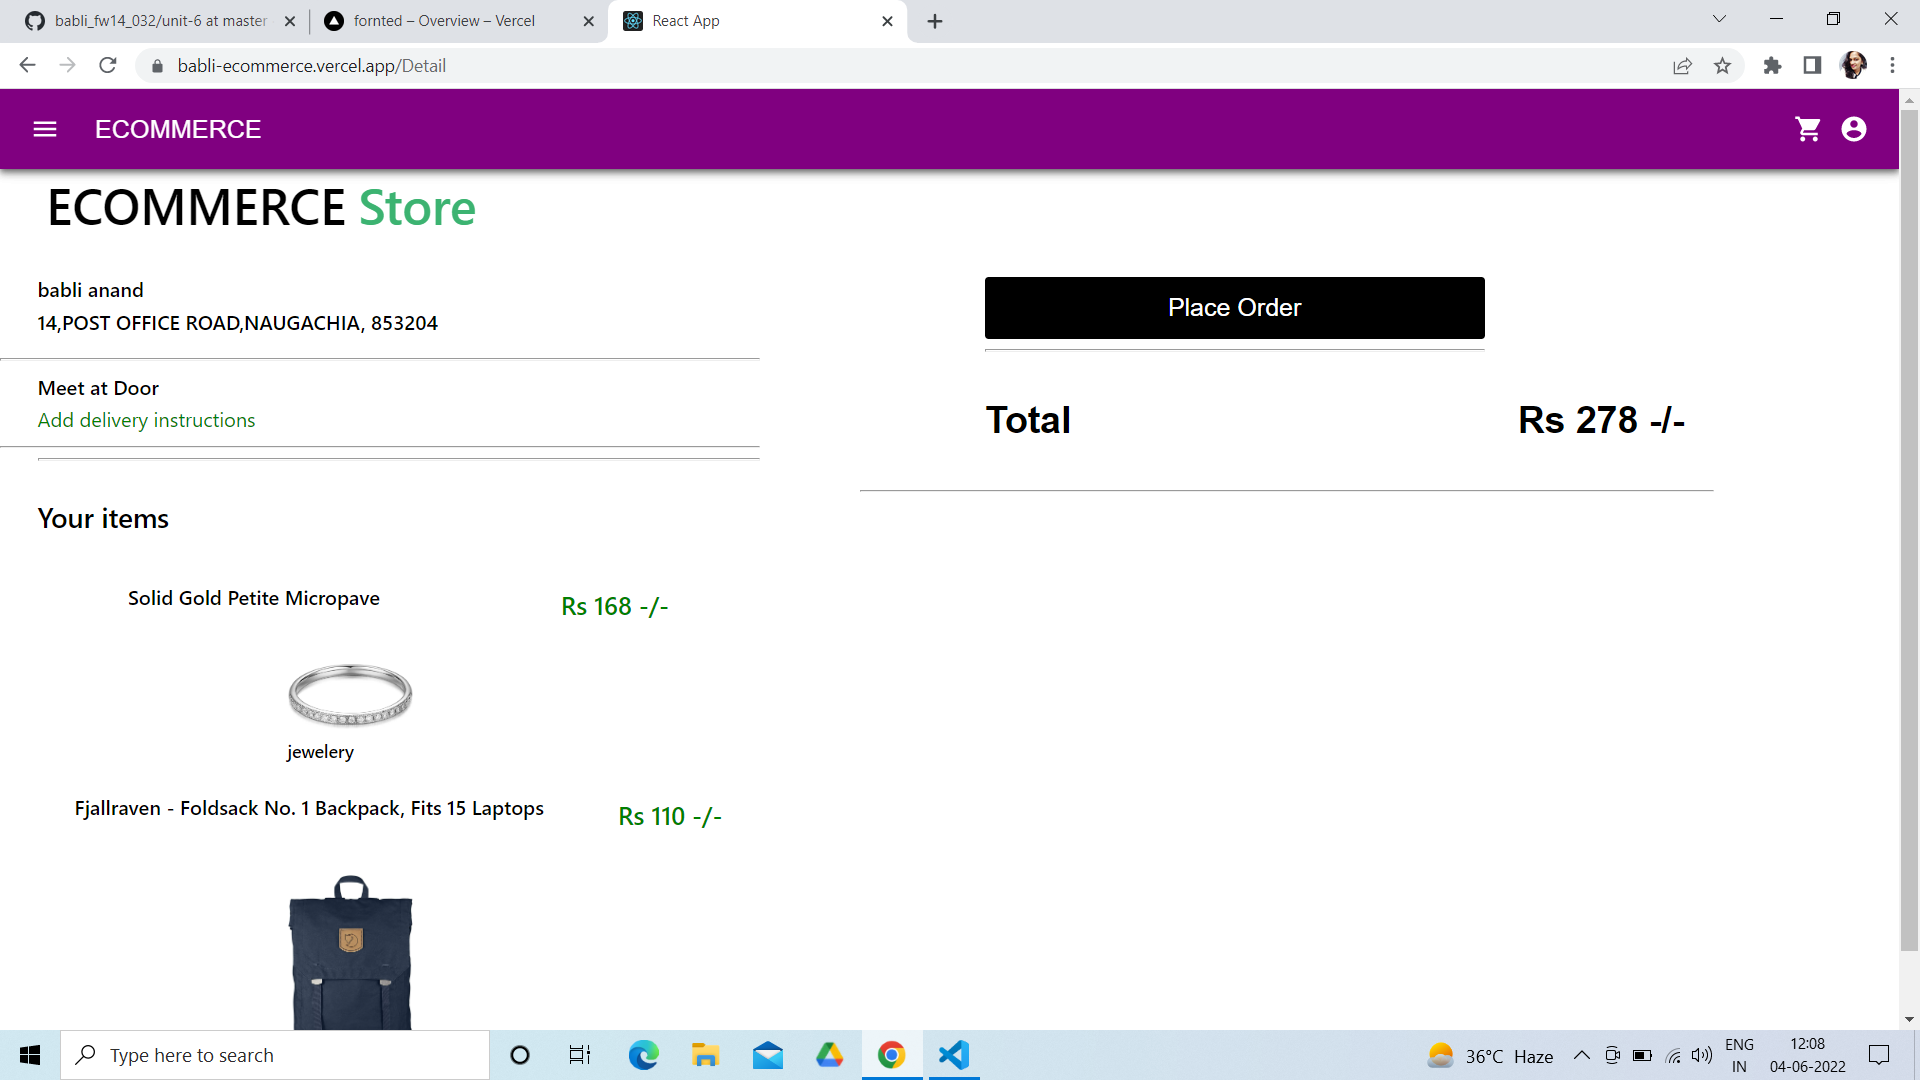 babli_fw14_032/unit-6 at master
fornted – Overview – Vercel
React App
babli-ecommerce.vercel.app/Detail
ECOMMERCE
ECOMMERCE Store
babli anand
14,POST OFFICE ROAD,NAUGACHIA, 853204
Meet at Door
Add delivery instructions
Place Order
Total Rs 278 -/-
Your items
Solid Gold Petite Micropave Rs 168 -/-
jewelery
Fjallraven - Foldsack No. 1 Backpack, Fits 15 Laptops Rs 110 -/-
Type here to search
36°C Haze
ENG
IN
12:08
04-06-2022